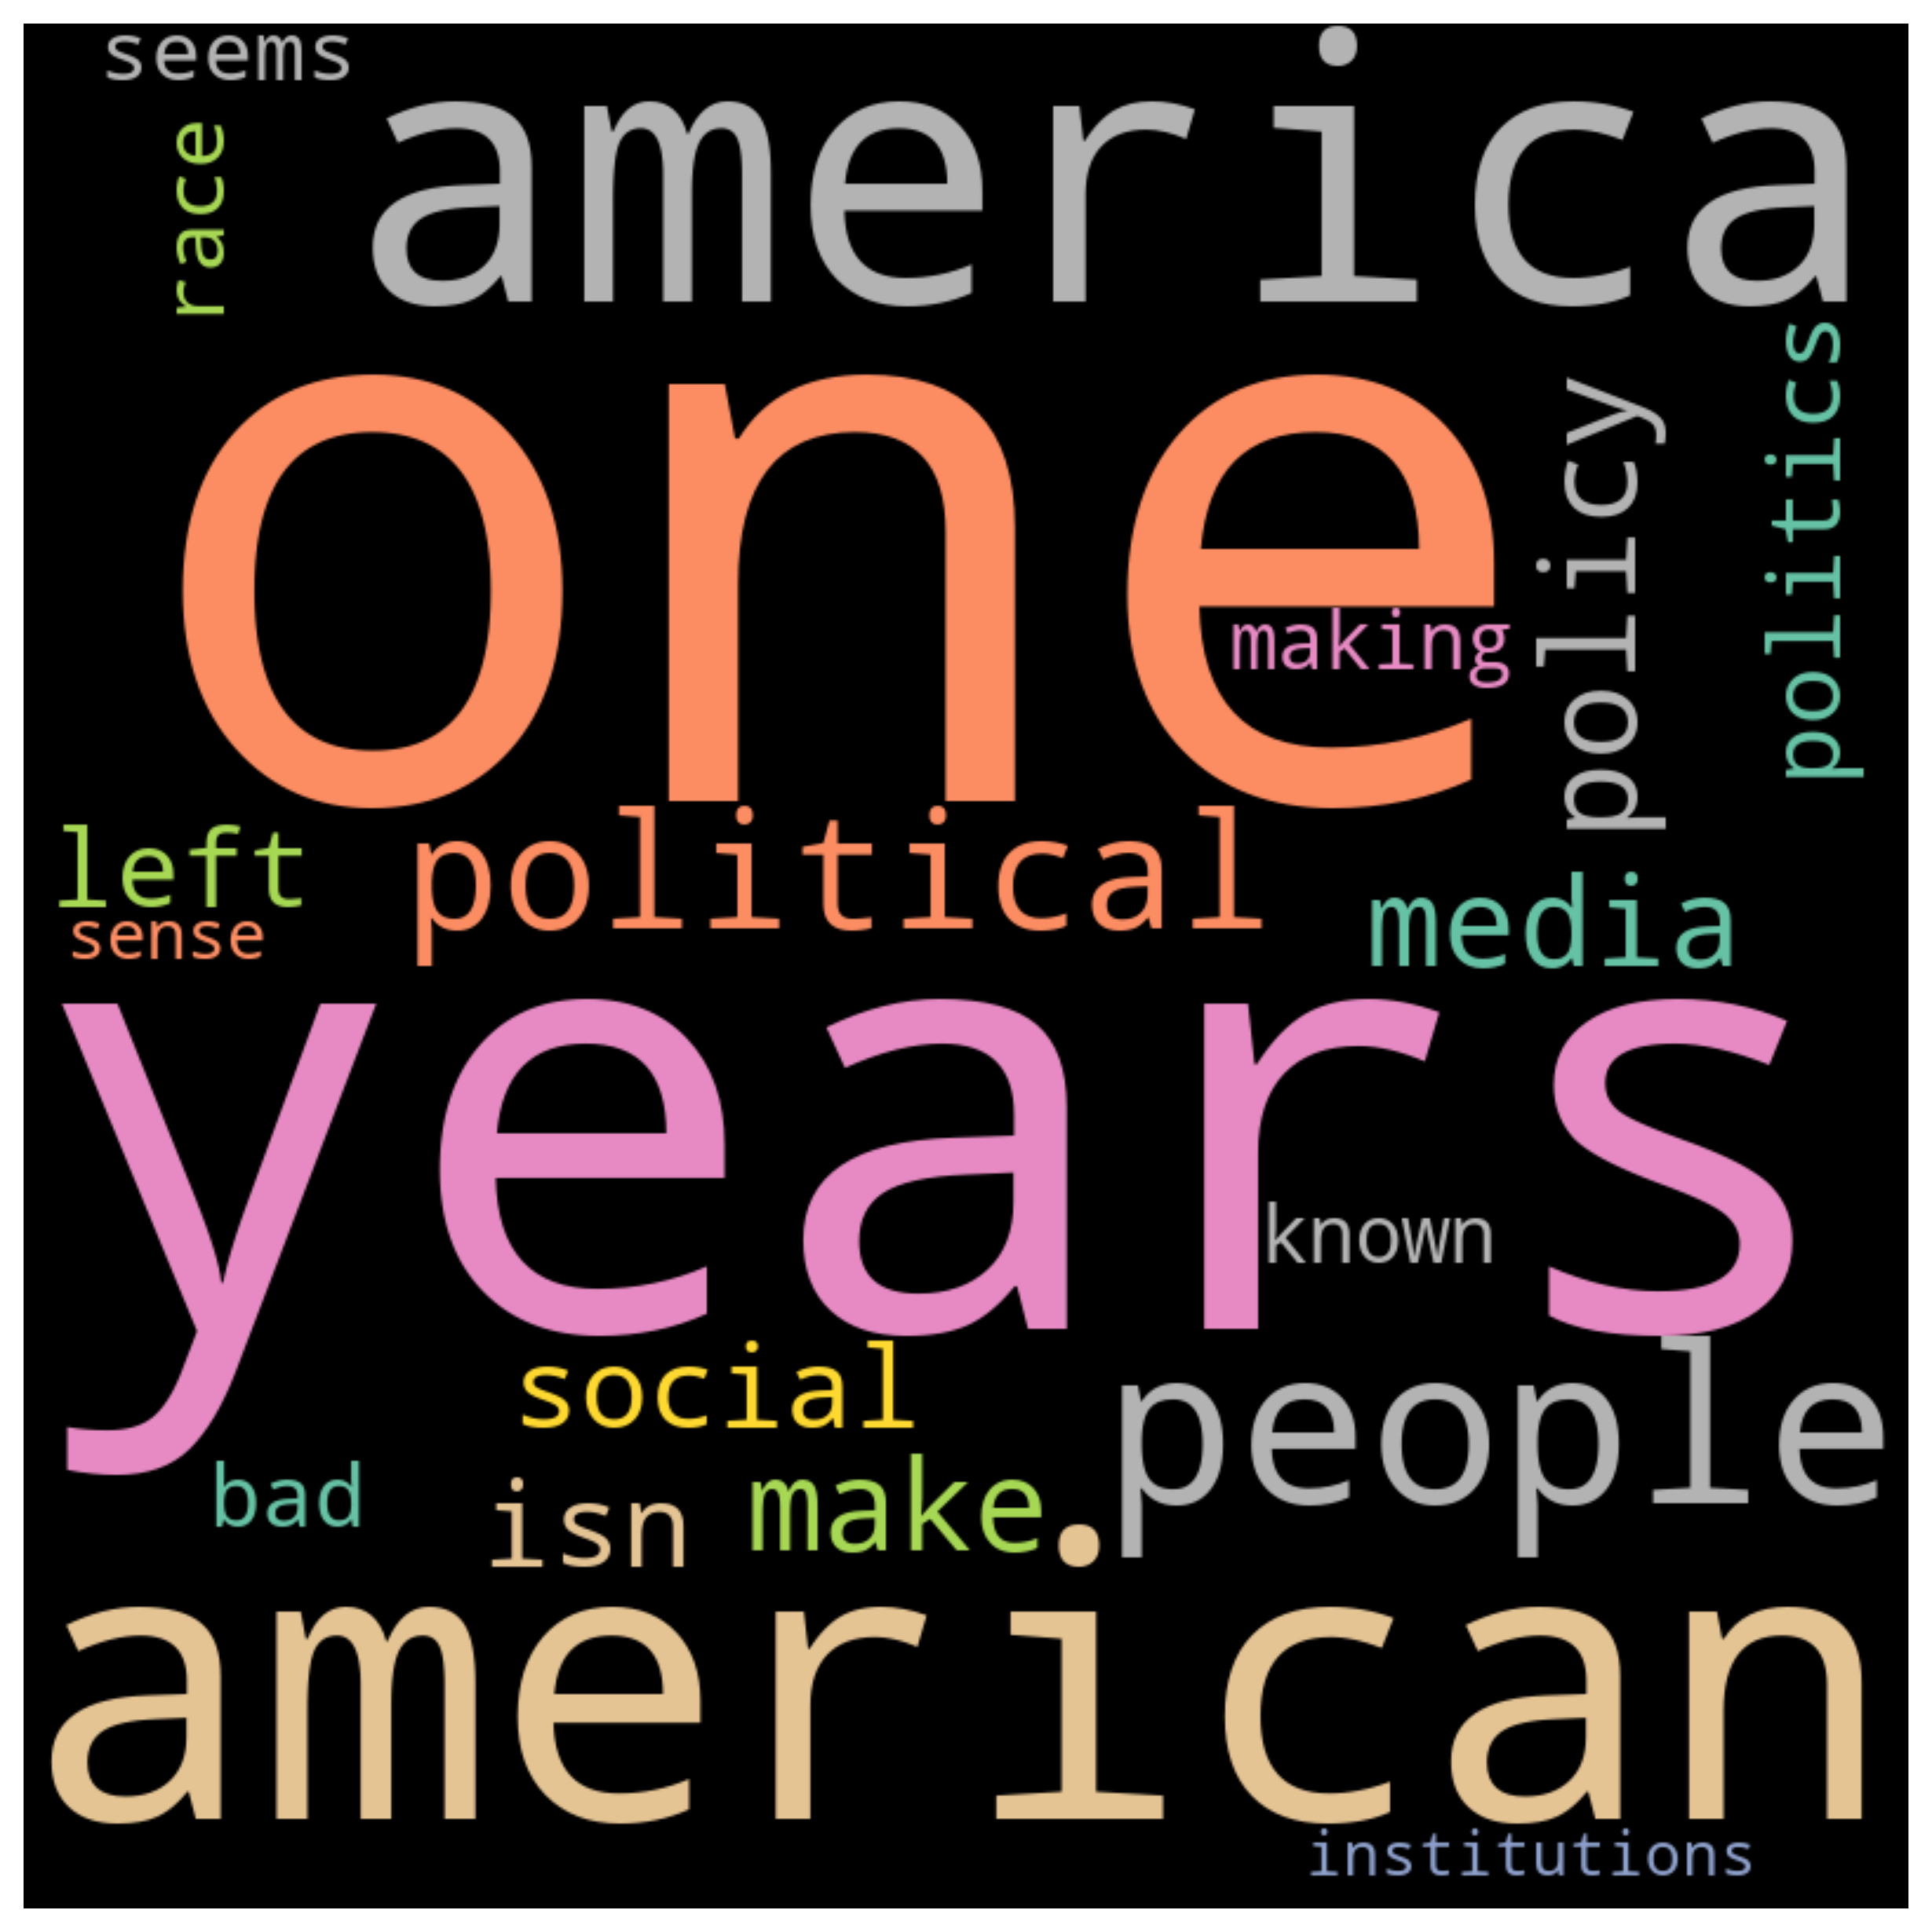 seems
america
race
one
policy
politics
making
left
political
media
sense
years
known
social
people
bad
isn
make
american
institutions